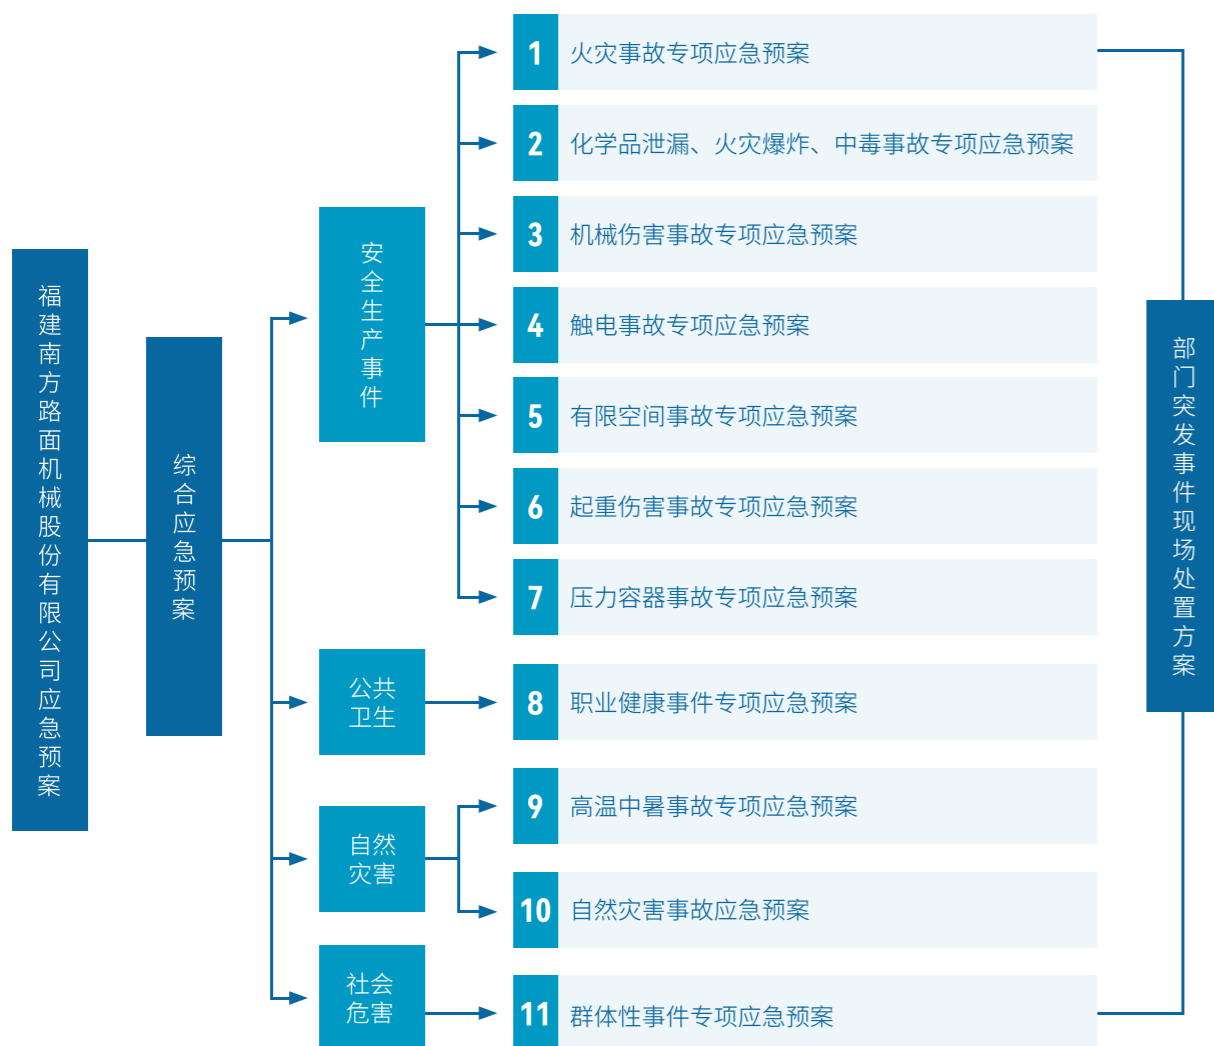 福建南方路面机械股份有限公司应急预案
综合应急预案
安全生产事件
1 火灾事故专项应急预案
2 化学品泄漏、火灾爆炸、中毒事故专项应急预案
3 机械伤害事故专项应急预案
4 触电事故专项应急预案
5 有限空间事故专项应急预案
6 起重伤害事故专项应急预案
7 压力容器事故专项应急预案
公共
卫生
8 职业健康事件专项应急预案
自然
灾害
9 高温中暑事故专项应急预案
10 自然灾害事故应急预案
社会
危害
11 群体性事件专项应急预案
部门突发事件现场处置方案